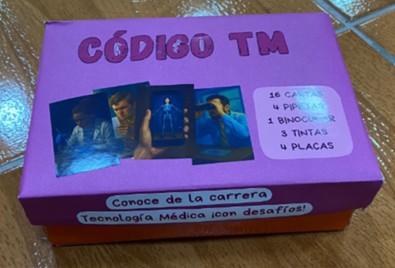 CÓDIGO TM
16 CARTAS
4 PIPETAS
1 BINOCULAR
3 TINTAS
4 PLACAS
Conoce de la carrera
Tecnología Médica ¡con desafíos!